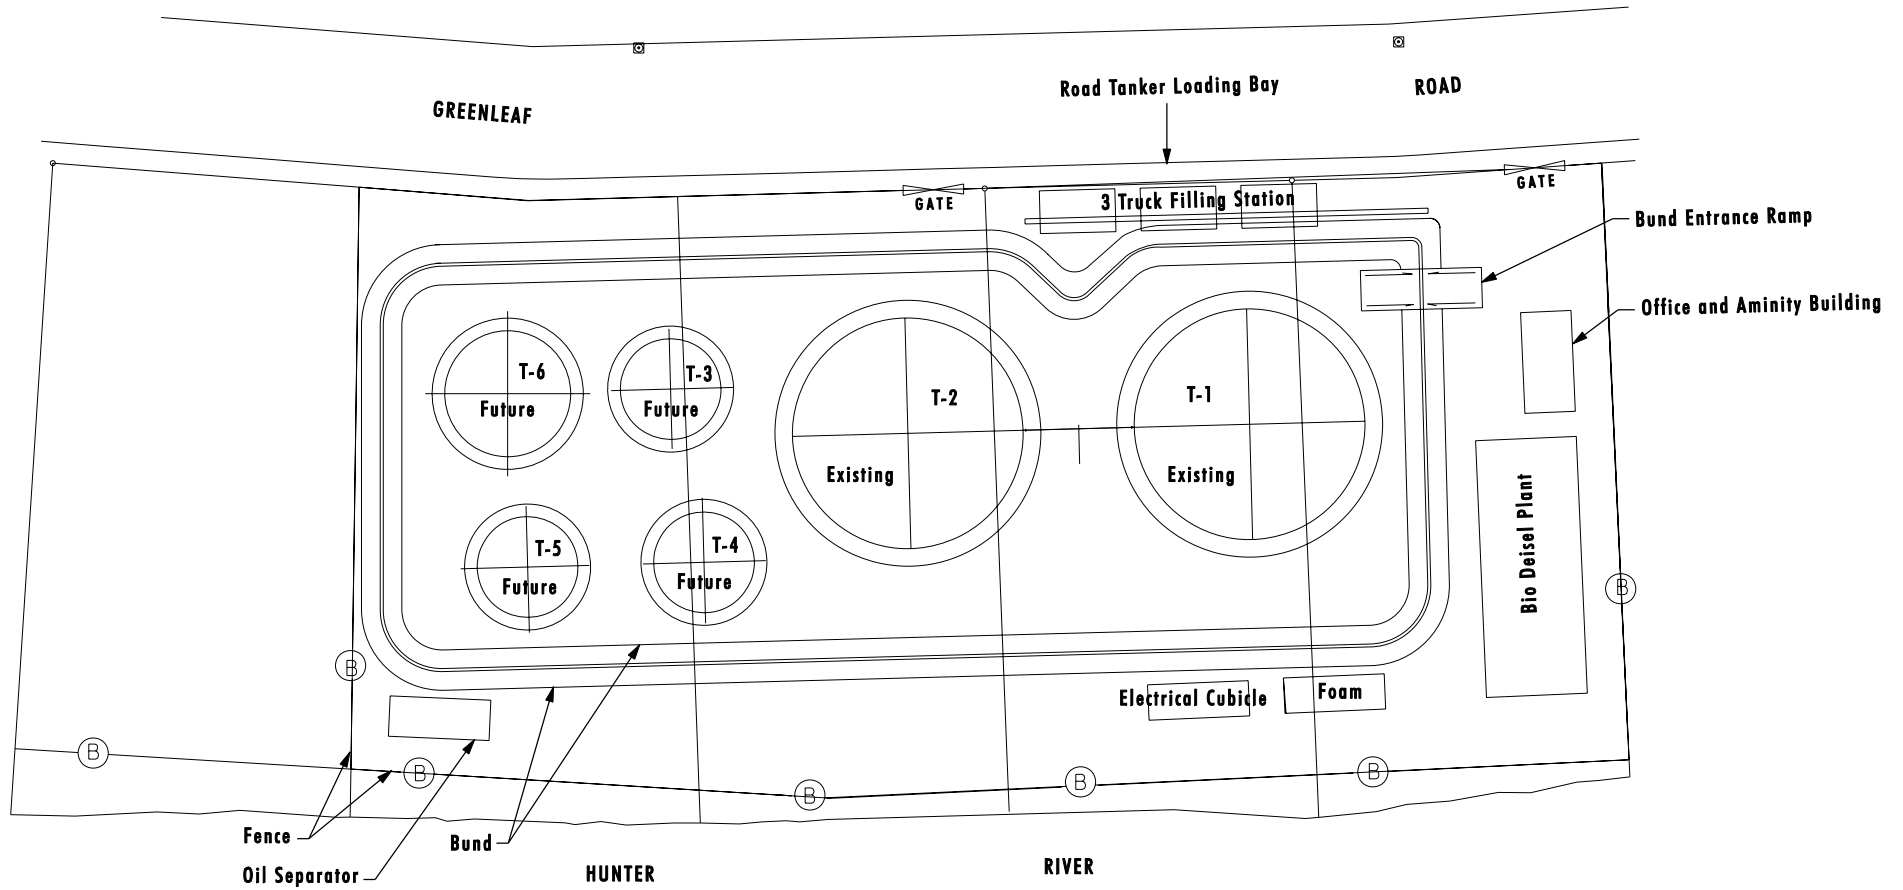 Road Tanker Loading Bay
ROAD
GREENLEAF
GATE
GATE
3 Truck Filling Station
Bund Entrance Ramp
Office and Aminity Building
T-6
Future
T-3
Future
T-2
Existing
T-1
Existing
T-5
Future
T-4
Future
Bio Deisel Plant
B
B
Electrical Cubicle
Foam
B
B
B
B
B
Fence
Oil Separator
Bund
HUNTER
RIVER